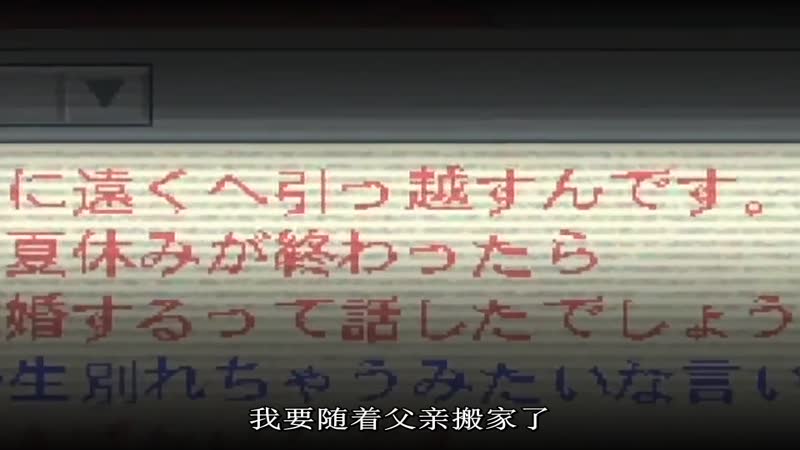 に遠くへ引っ越すんです。
夏休みが終わったら
婚するって話したでしょう
生別れちゃうみたいな言い
我要随着父亲搬家了